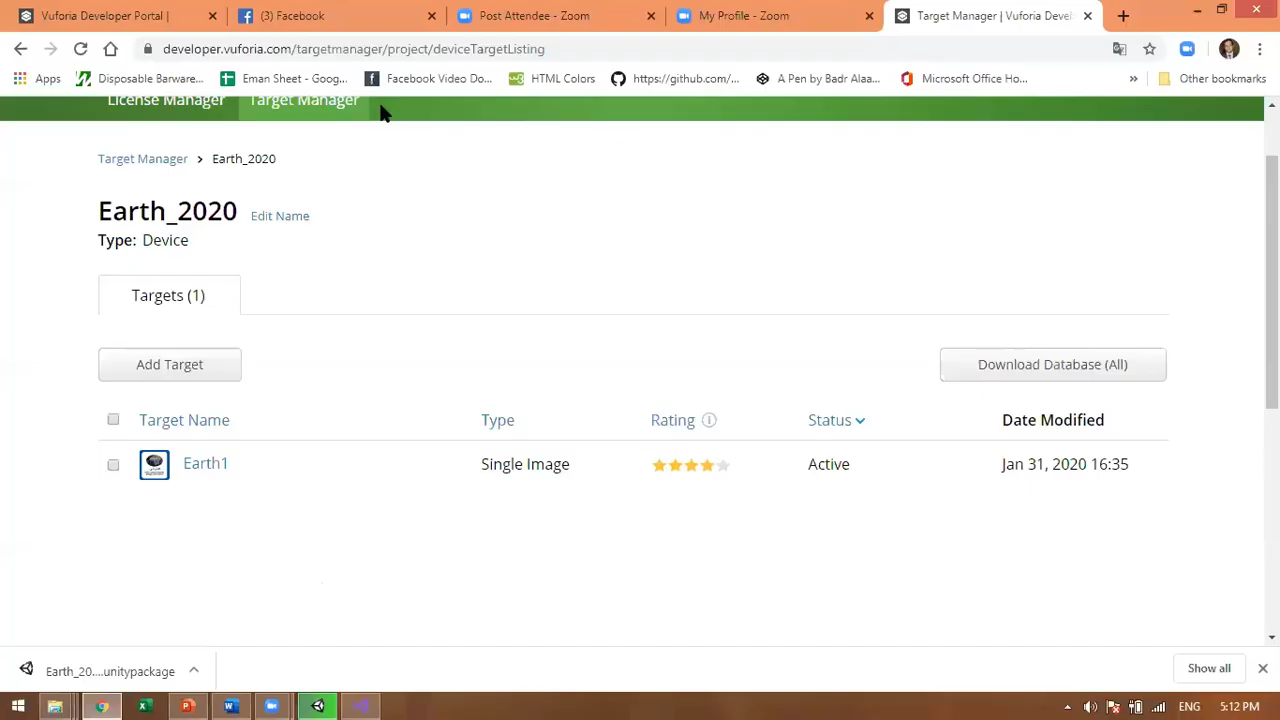 Vuforia Developer Portal |
(3) Facebook
Post Attendee - Zoom
My Profile - Zoom
Target Manager | Vuforia Devel
developer.vuforia.com/targetmanager/project/deviceTargetListing
Apps
Disposable Barware...
Eman Sheet - Goog...
Facebook Video Do...
HTML Colors
https://github.com/...
A Pen by Badr Alaa...
Microsoft Office Ho...
»
Other bookmarks
License Manager
Target Manager
Target Manager > Earth_2020
Earth_2020 Edit Name
Type: Device
Targets (1)
Add Target
Download Database (All)
Target Name Type Rating Status Date Modified
Earth1 Single Image Active Jan 31, 2020 16:35
Earth_20....unitypackage
Show all
ENG 5:12 PM